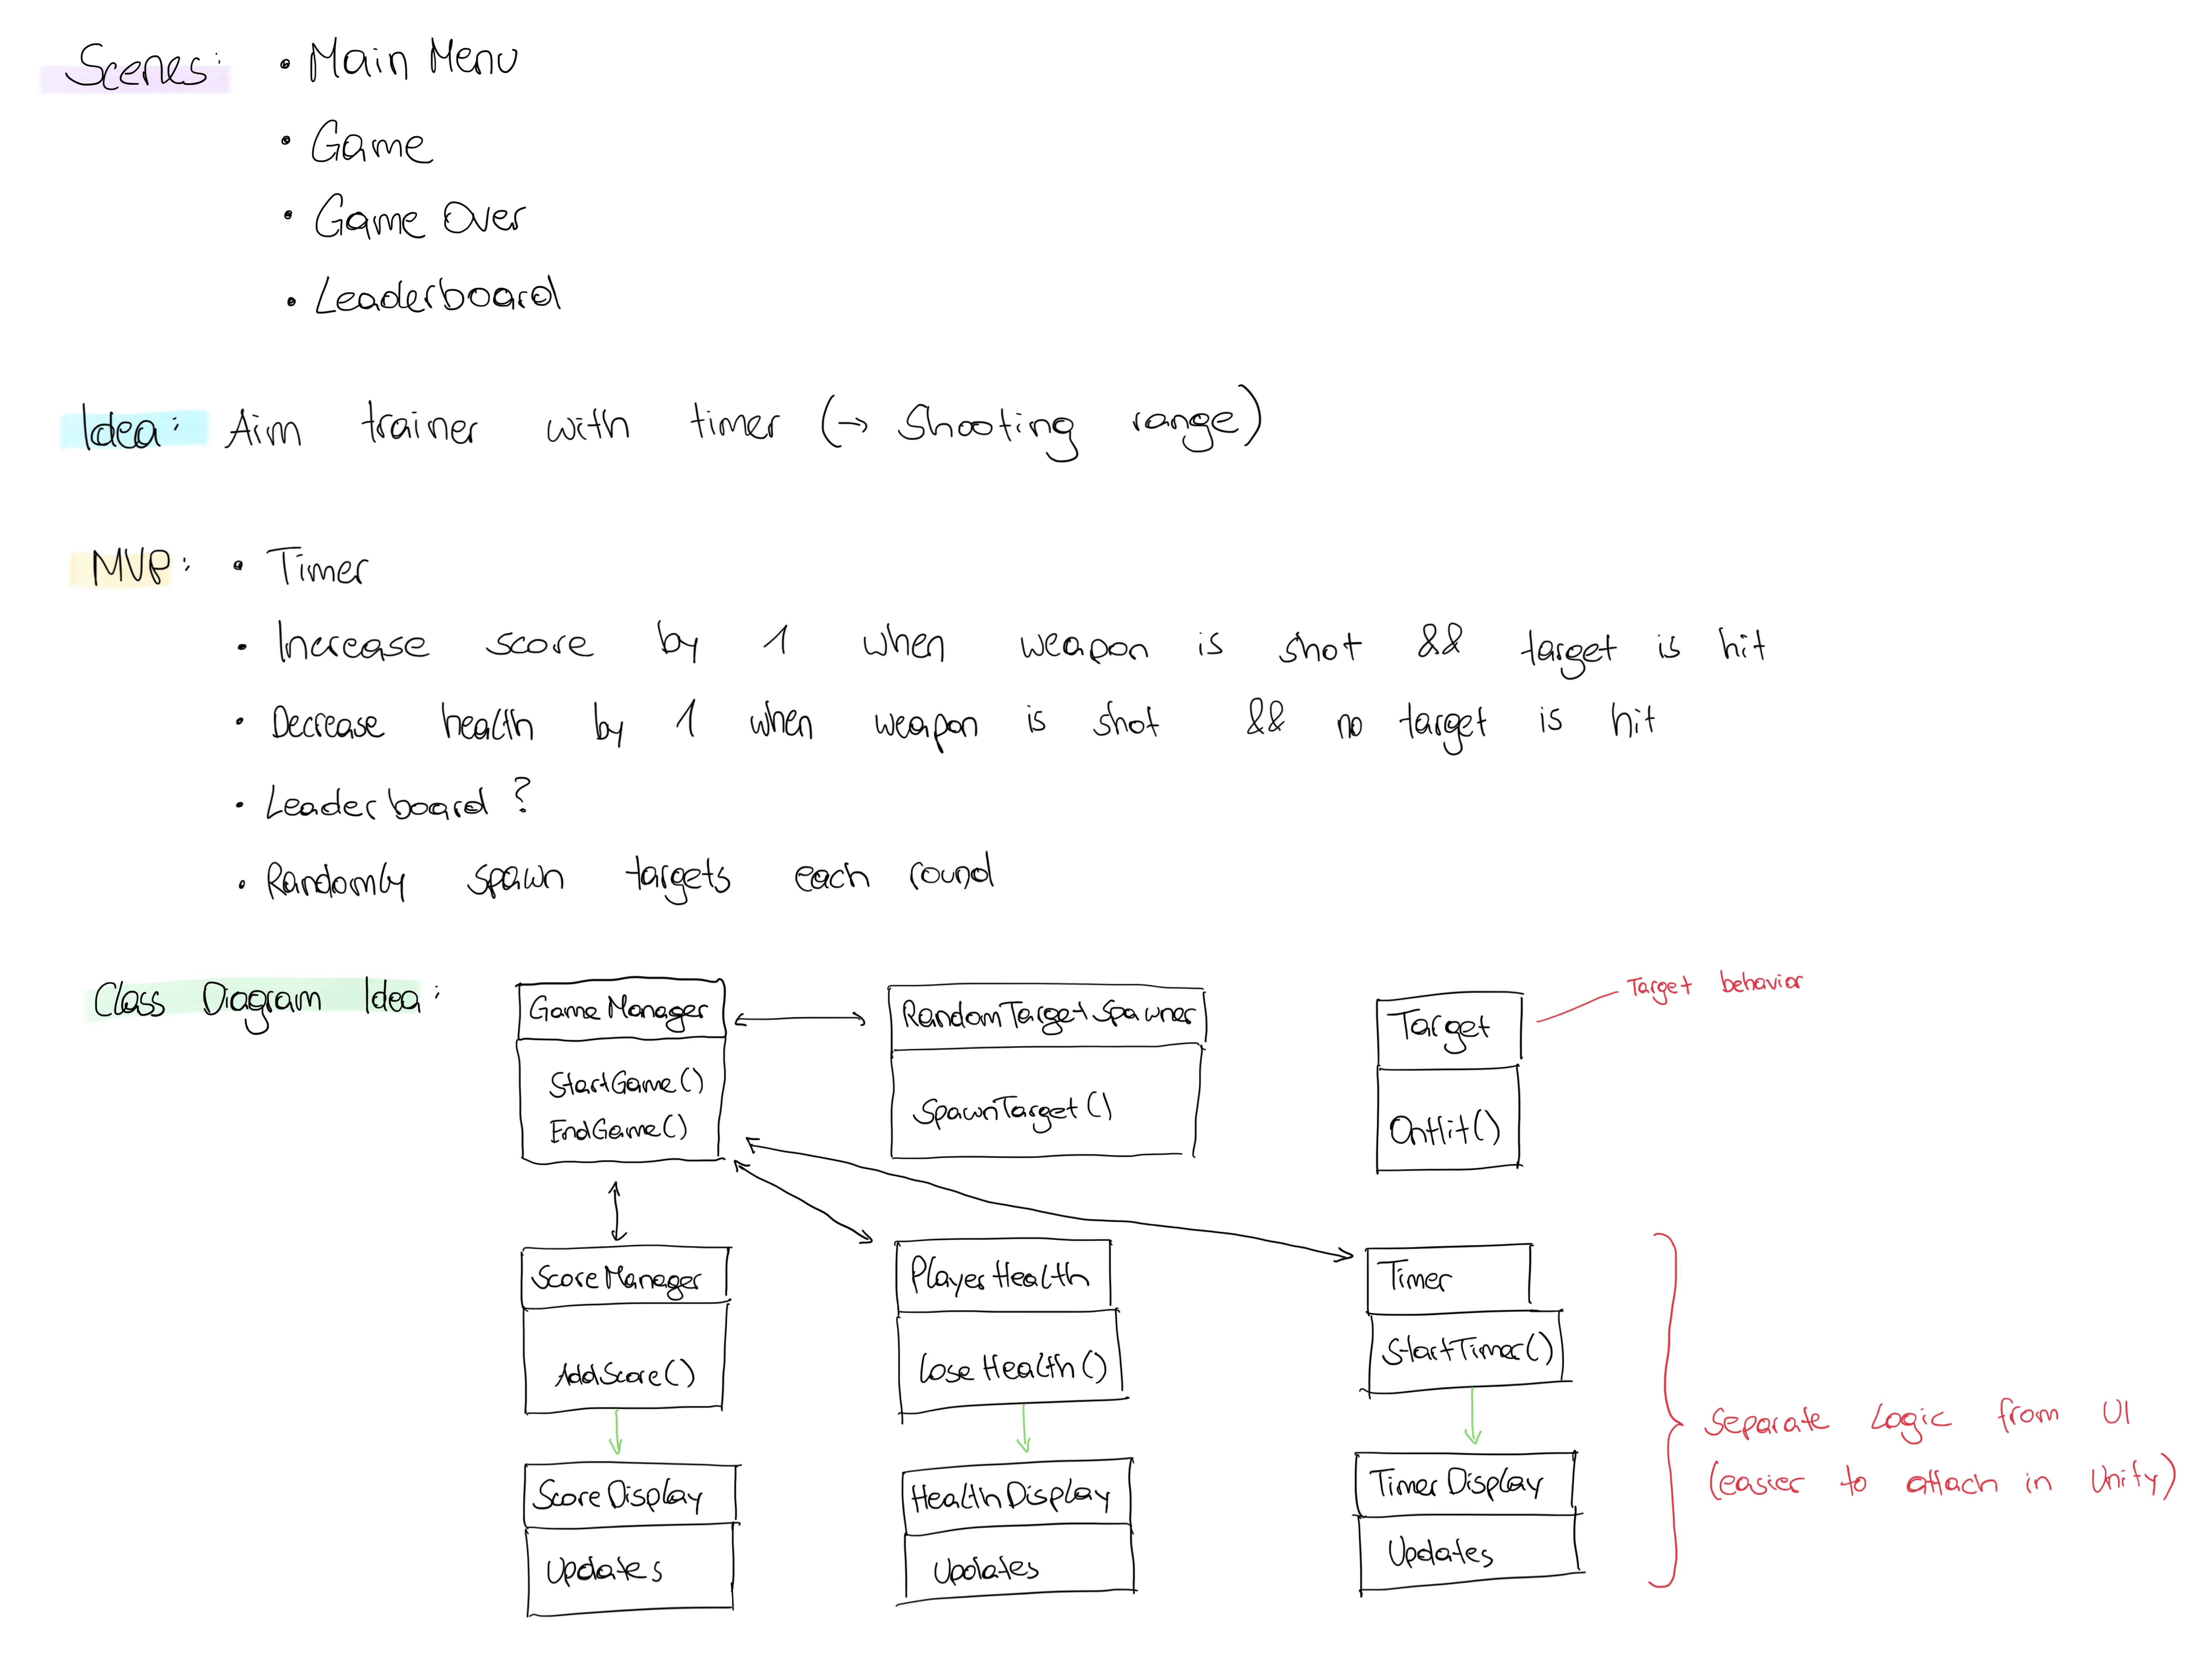 Scenes: • Main Menu
• Game
• Game Over
• Leaderboard
Idea: Aim trainer with timer (→ Shooting range)
MVP: • Timer
• Increase score by 1 when weapon is shot && target is hit
• Decrease health by 1 when weapon is shot && no target is hit
• Leaderboard?
• Randomly spawn targets each round
Class Diagram Idea:
GameManager
StartGame()
EndGame()
RandomTargetSpawner
SpawnTarget()
Target
OnHit()
Target behavior
ScoreManager
AddScore()
PlayerHealth
LoseHealth()
Timer
StartTimer()
ScoreDisplay
Updates
HealthDisplay
Updates
TimerDisplay
Updates
Separate Logic from UI
(easier to attach in Unity)